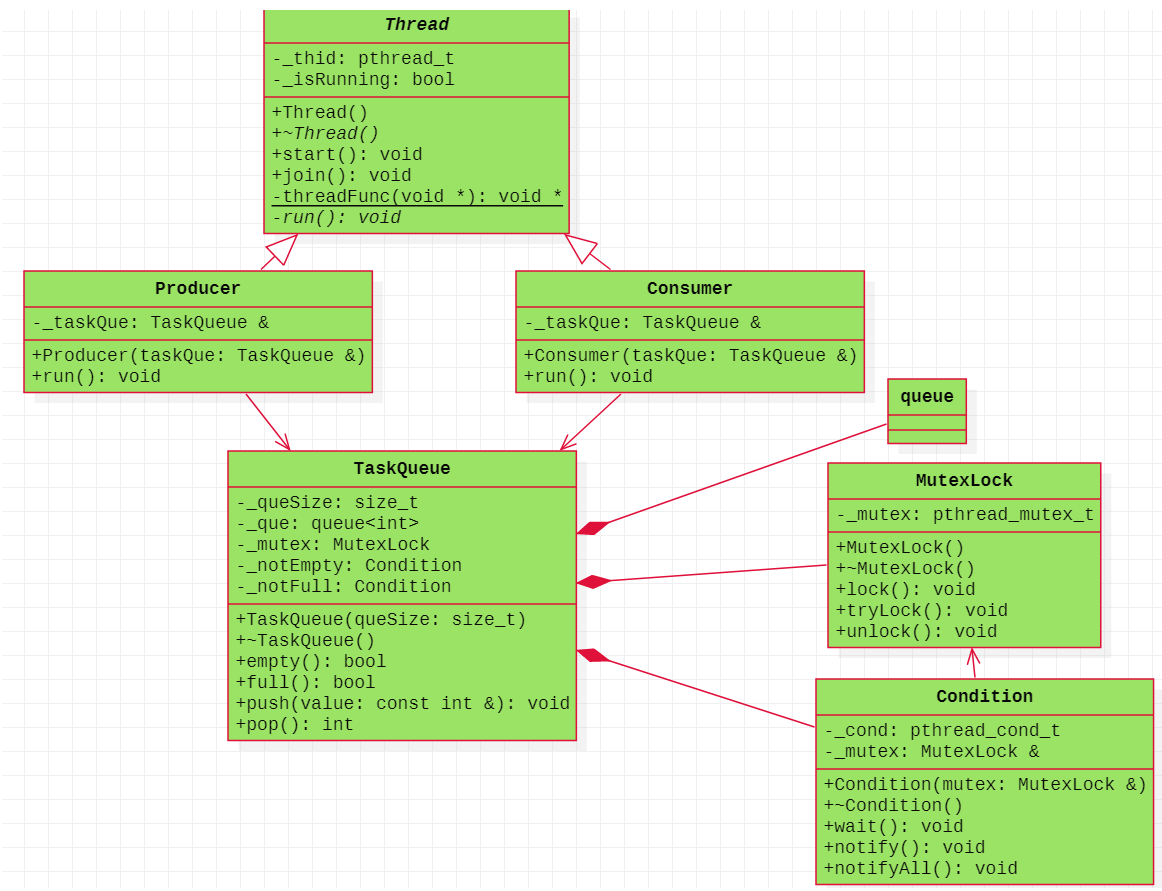 Thread
-_thid: pthread_t
-_isRunning: bool
+Thread()
+~Thread()
+start(): void
+join(): void
-threadFunc(void *): void *
-run(): void
Producer
-_taskQue: TaskQueue &
+Producer(taskQue: TaskQueue &)
+run(): void
Consumer
-_taskQue: TaskQueue &
+Consumer(taskQue: TaskQueue &)
+run(): void
queue
TaskQueue
-_queSize: size_t
-_que: queue<int>
-_mutex: MutexLock
-_notEmpty: Condition
-_notFull: Condition
+TaskQueue(queSize: size_t)
+~TaskQueue()
+empty(): bool
+full(): bool
+push(value: const int &): void
+pop(): int
MutexLock
-_mutex: pthread_mutex_t
+MutexLock()
+~MutexLock()
+lock(): void
+tryLock(): void
+unlock(): void
Condition
-_cond: pthread_cond_t
-_mutex: MutexLock &
+Condition(mutex: MutexLock &)
+~Condition()
+wait(): void
+notify(): void
+notifyAll(): void